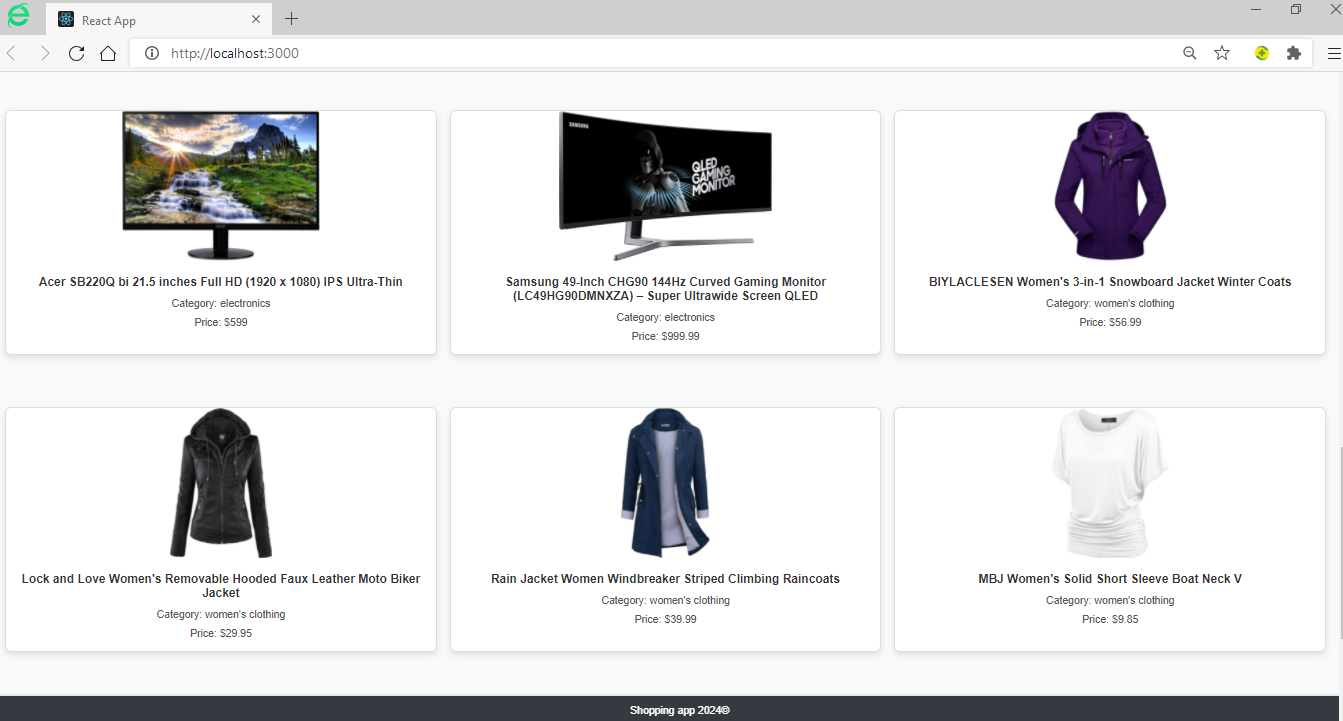 React App
http://localhost:3000
SAMSUNG
QLED
GAMING
MONITOR
Acer SB220Q bi 21.5 inches Full HD (1920 x 1080) IPS Ultra-Thin
Category: electronics
Price: $599
Samsung 49-Inch CHG90 144Hz Curved Gaming Monitor
(LC49HG90DMNXZA) – Super Ultrawide Screen QLED
Category: electronics
Price: $999.99
BIYLACLESEN Women's 3-in-1 Snowboard Jacket Winter Coats
Category: women's clothing
Price: $56.99
Lock and Love Women's Removable Hooded Faux Leather Moto Biker
Jacket
Category: women's clothing
Price: $29.95
Rain Jacket Women Windbreaker Striped Climbing Raincoats
Category: women's clothing
Price: $39.99
MBJ Women's Solid Short Sleeve Boat Neck V
Category: women's clothing
Price: $9.85
Shopping app 2024©